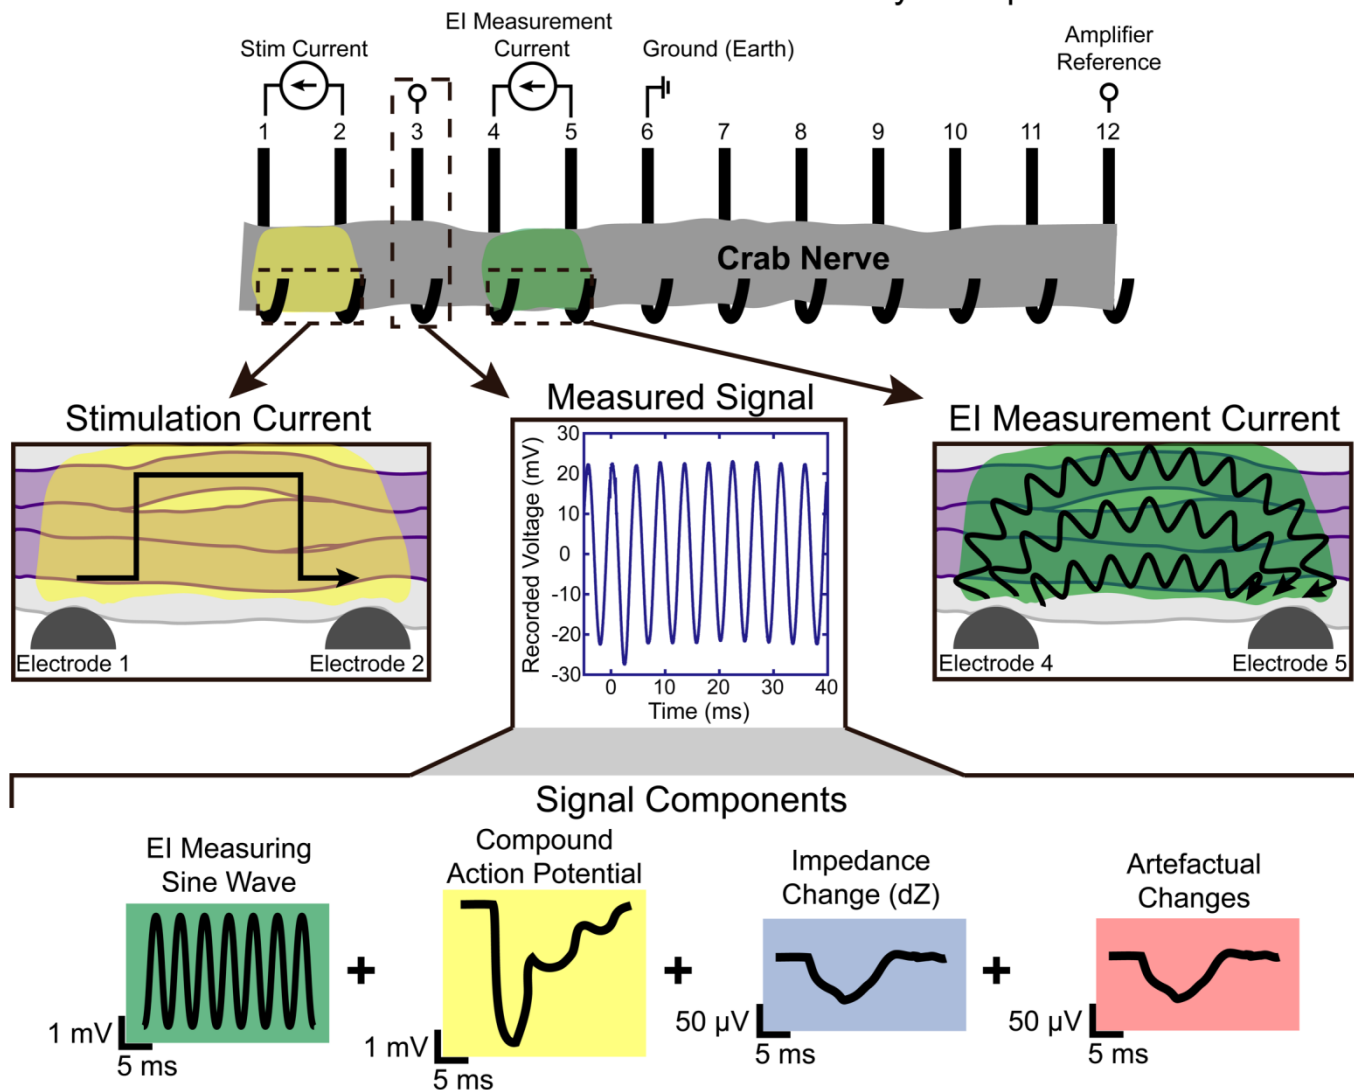 EI Measurement
Current
Stim Current
Ground (Earth)
Amplifier
Reference
1 2 3 4 5 6 7 8 9 10 11 12
Crab Nerve
Stimulation Current
Measured Signal
EI Measurement Current
Electrode 1
Electrode 2
Recorded Voltage (mV)
30
20
10
0
-10
-20
-30
0 10 20 30 40
Time (ms)
Electrode 4
Electrode 5
Signal Components
EI Measuring
Sine Wave
1 mV
5 ms
+
Compound
Action Potential
1 mV
5 ms
+
Impedance
Change (dZ)
50 µV
5 ms
+
Artefactual
Changes
50 µV
5 ms